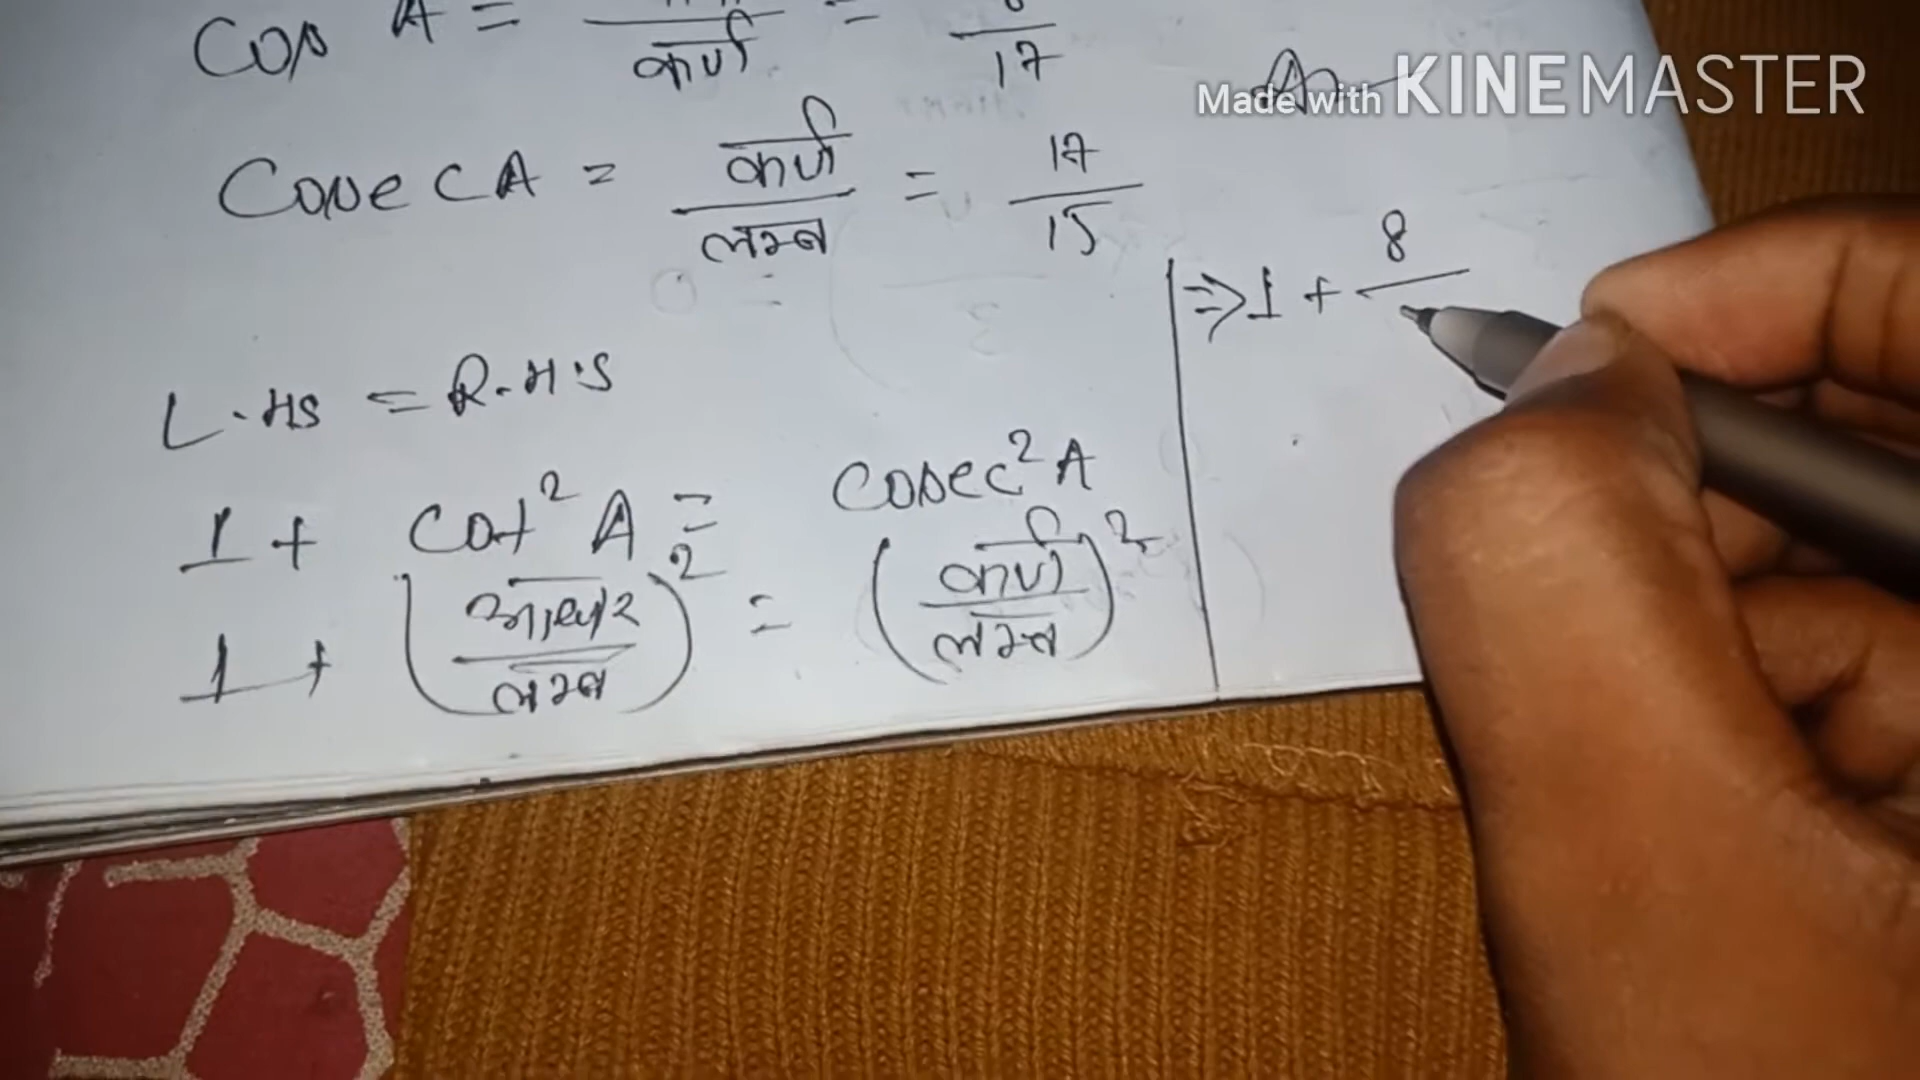 Cos A = कर्ण = 17
Made with KINEMASTER
Cosec A = कर्ण / लम्ब = 17 / 15
⇒ 1 + 8
L.HS = R.H.S
1 + Cot² A = Cosec² A
1 + (आधार / लम्ब)² = (कर्ण / लम्ब)²